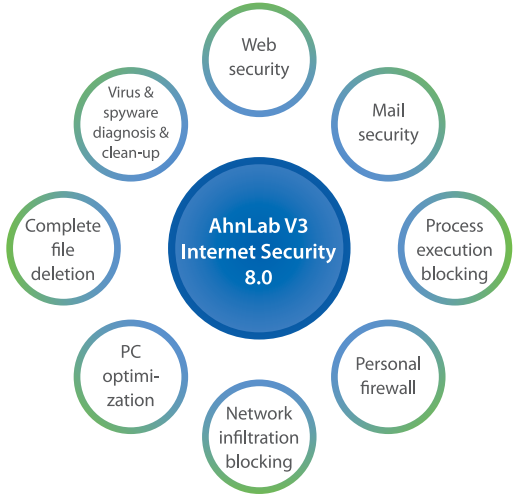 Web
security
Mail
security
Process
execution
blocking
Personal
firewall
Network
infiltration
blocking
PC
optimi-
zation
Complete
file
deletion
Virus &
spyware
diagnosis &
clean-up
AhnLab V3
Internet Security
8.0